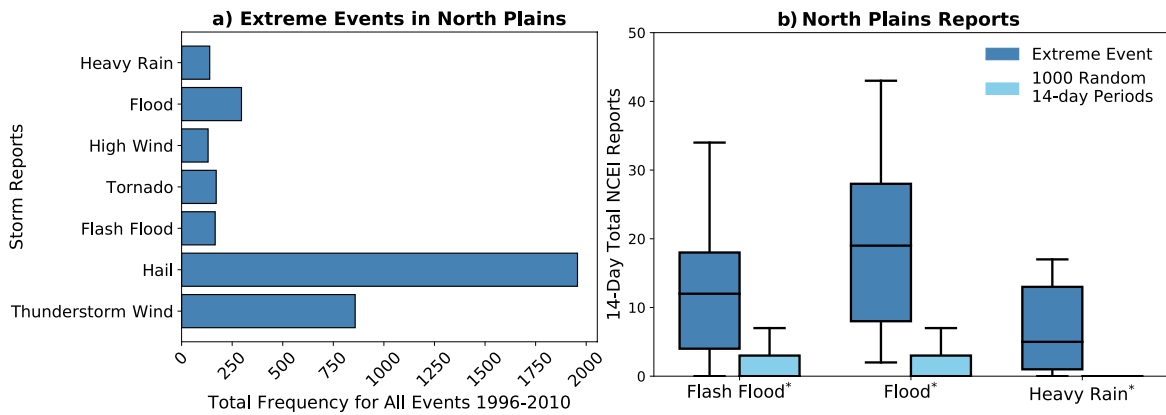 a) Extreme Events in North Plains
Storm Reports
Heavy Rain
Flood
High Wind
Tornado
Flash Flood
Hail
Thunderstorm Wind
0 250 500 750 1000 1250 1500 1750 2000
Total Frequency for All Events 1996-2010
b) North Plains Reports
14-Day Total NCEI Reports
50
40
30
20
10
0
Extreme Event
1000 Random
14-day Periods
Flash Flood* Flood* Heavy Rain*